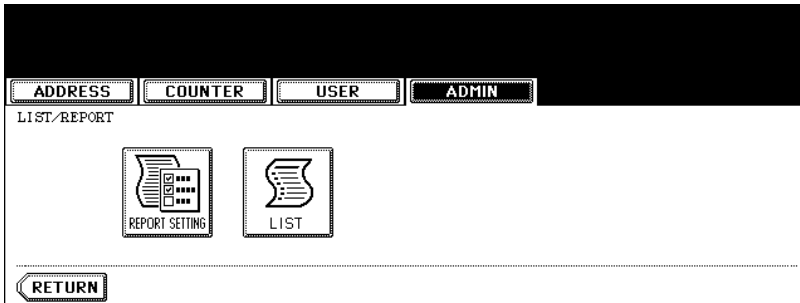 ADDRESS COUNTER USER ADMIN
LIST/REPORT
REPORT SETTING LIST
RETURN